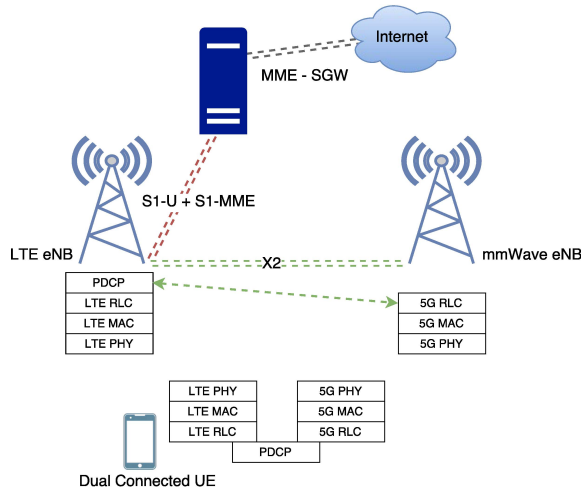 Internet
MME - SGW
S1-U + S1-MME
LTE eNB
X2
mmWave eNB
PDCP
LTE RLC
LTE MAC
LTE PHY
5G RLC
5G MAC
5G PHY
LTE PHY
LTE MAC
LTE RLC
5G PHY
5G MAC
5G RLC
PDCP
Dual Connected UE